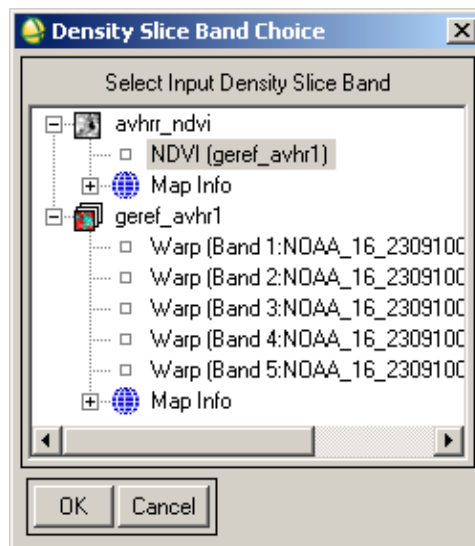 Density Slice Band Choice
Select Input Density Slice Band
avhrr_ndvi
NDVI (geref_avhr1)
Map Info
geref_avhr1
Warp (Band 1:NOAA_16_2309100
Warp (Band 2:NOAA_16_2309100
Warp (Band 3:NOAA_16_2309100
Warp (Band 4:NOAA_16_2309100
Warp (Band 5:NOAA_16_2309100
Map Info
OK Cancel